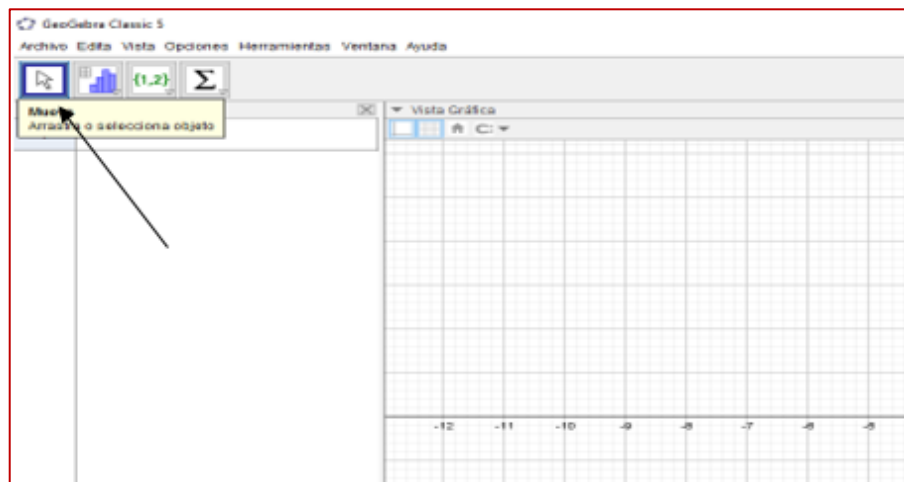 GeoGebra Classic 5
Archivo Edita Vista Opciones Herramientas Ventana Ayuda
{1,2} Σ
Arrastra o selecciona objeto
Vista Gráfica
-12 -11 -10 -9 -8 -7 -6 -5